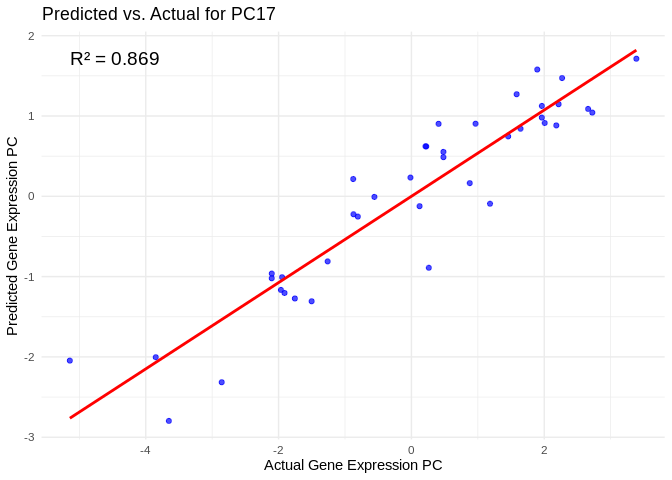 Predicted vs. Actual for PC17
R² = 0.869
Predicted Gene Expression PC
2
1
0
-1
-2
-3
-4 -2 0 2
Actual Gene Expression PC